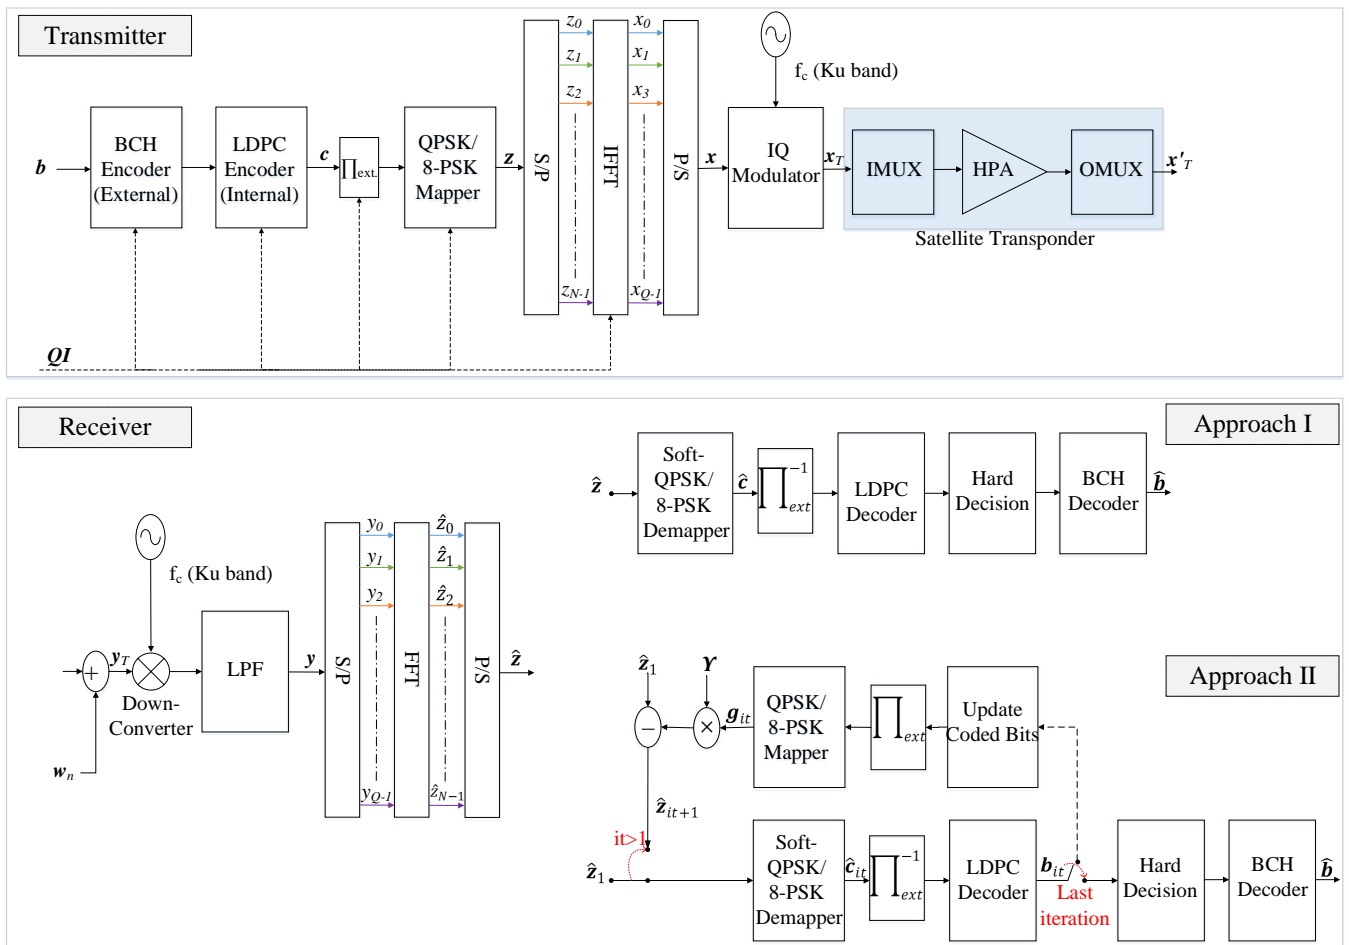 Transmitter
b
BCH
Encoder
(External)
LDPC
Encoder
(Internal)
c
∏ext.
QPSK/
8-PSK
Mapper
z
S/P
z0
z1
z2
zN-1
IFFT
x0
x1
x3
xQ-1
P/S
x
fc (Ku band)
IQ
Modulator
xT
IMUX
HPA
OMUX
x'T
Satellite Transponder
QI
Receiver
fc (Ku band)
+
yT
Down-
Converter
wn
LPF
y
S/P
y0
y1
y2
yQ-1
FFT
ẑ0
ẑ1
ẑ2
ẑN−1
P/S
ẑ
Approach I
ẑ
Soft-
QPSK/
8-PSK
Demapper
ĉ
∏ext−1
LDPC
Decoder
Hard
Decision
BCH
Decoder
b̂
Approach II
ẑ1
−
ϒ
×
git
QPSK/
8-PSK
Mapper
∏ext
Update
Coded Bits
ẑit+1
it>1
ẑ1
Soft-
QPSK/
8-PSK
Demapper
ĉit
∏ext−1
LDPC
Decoder
bit
Last
iteration
Hard
Decision
BCH
Decoder
b̂